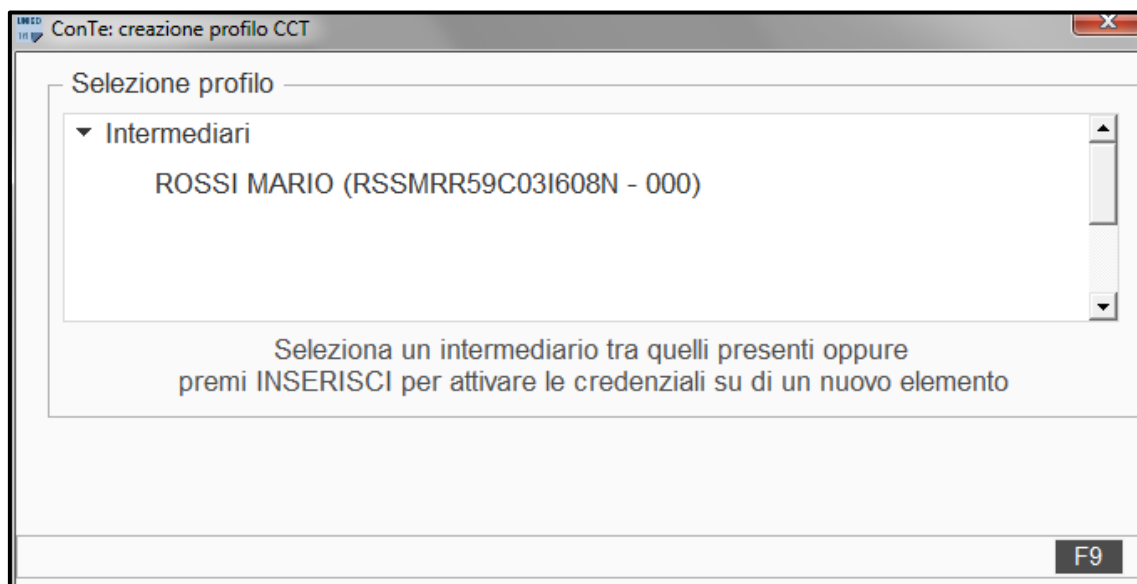 ConTe: creazione profilo CCT
Selezione profilo
Intermediari
ROSSI MARIO (RSSMRR59C03I608N - 000)
Seleziona un intermediario tra quelli presenti oppure
premi INSERISCI per attivare le credenziali su di un nuovo elemento
F9